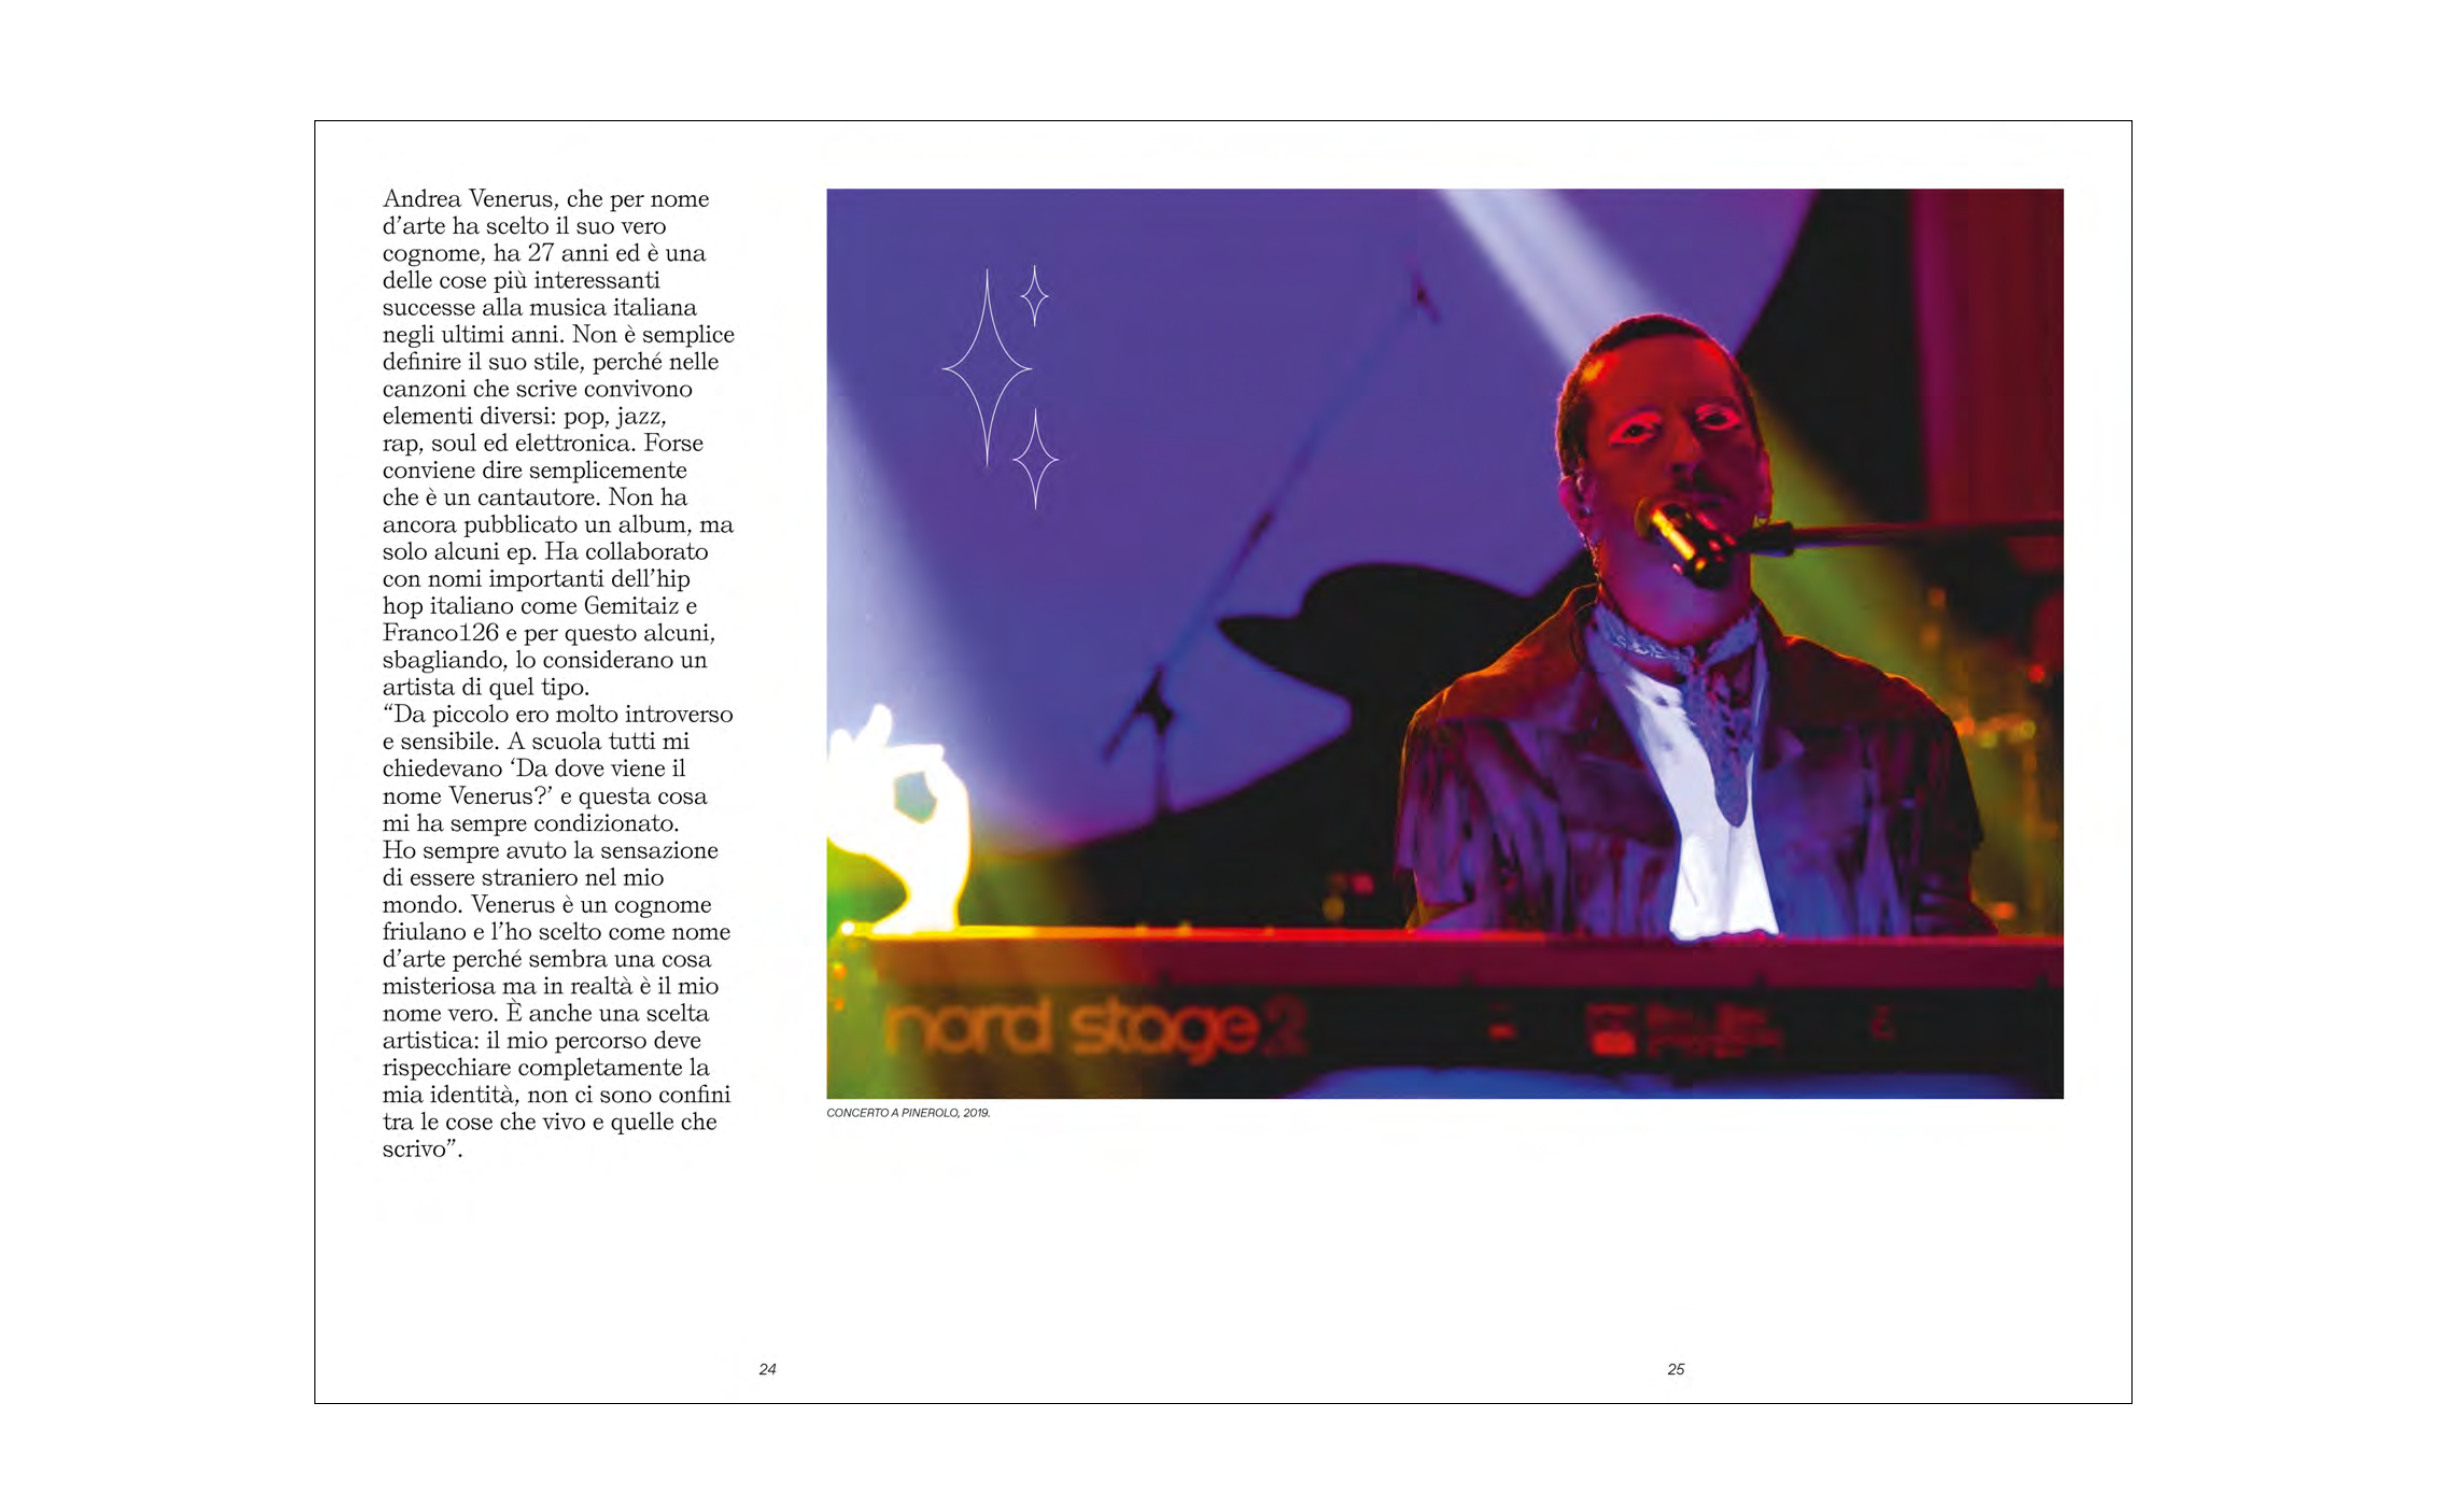 Andrea Venerus, che per nome
d’arte ha scelto il suo vero
cognome, ha 27 anni ed è una
delle cose più interessanti
successe alla musica italiana
negli ultimi anni. Non è semplice
definire il suo stile, perché nelle
canzoni che scrive convivono
elementi diversi: pop, jazz,
rap, soul ed elettronica. Forse
conviene dire semplicemente
che è un cantautore. Non ha
ancora pubblicato un album, ma
solo alcuni ep. Ha collaborato
con nomi importanti dell’hip
hop italiano come Gemitaiz e
Franco126 e per questo alcuni,
sbagliando, lo considerano un
artista di quel tipo.
“Da piccolo ero molto introverso
e sensibile. A scuola tutti mi
chiedevano ‘Da dove viene il
nome Venerus?’ e questa cosa
mi ha sempre condizionato.
Ho sempre avuto la sensazione
di essere straniero nel mio
mondo. Venerus è un cognome
friulano e l’ho scelto come nome
d’arte perché sembra una cosa
misteriosa ma in realtà è il mio
nome vero. È anche una scelta
artistica: il mio percorso deve
rispecchiare completamente la
mia identità, non ci sono confini
tra le cose che vivo e quelle che
scrivo”.
nord stage 2
CONCERTO A PINEROLO, 2019.
24
25